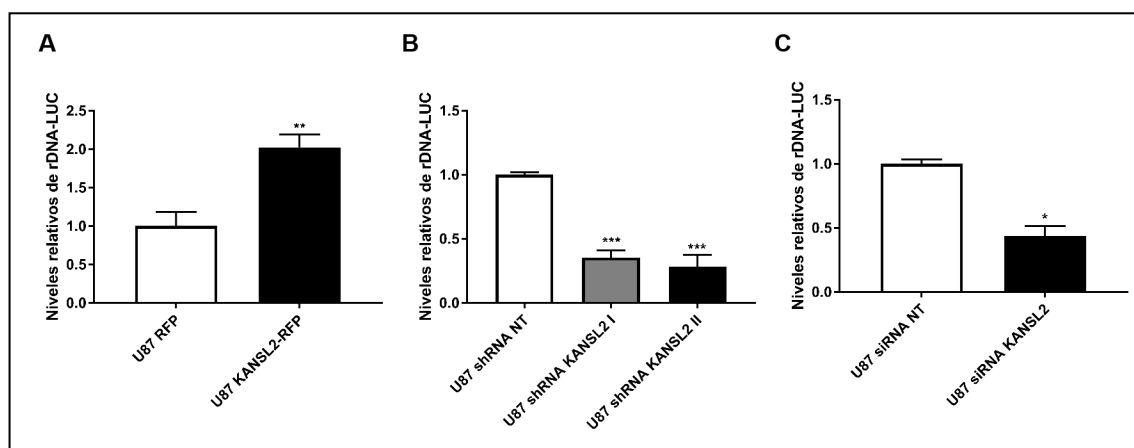 A
Niveles relativos de rDNA-LUC
2.5
2.0
1.5
1.0
0.5
0.0
**
U87 RFP
U87 KANSL2-RFP
B
Niveles relativos de rDNA-LUC
1.5
1.0
0.5
0.0
***
***
U87 shRNA NT
U87 shRNA KANSL2 I
U87 shRNA KANSL2 II
C
Niveles relativos de rDNA-LUC
1.5
1.0
0.5
0.0
*
U87 siRNA NT
U87 siRNA KANSL2